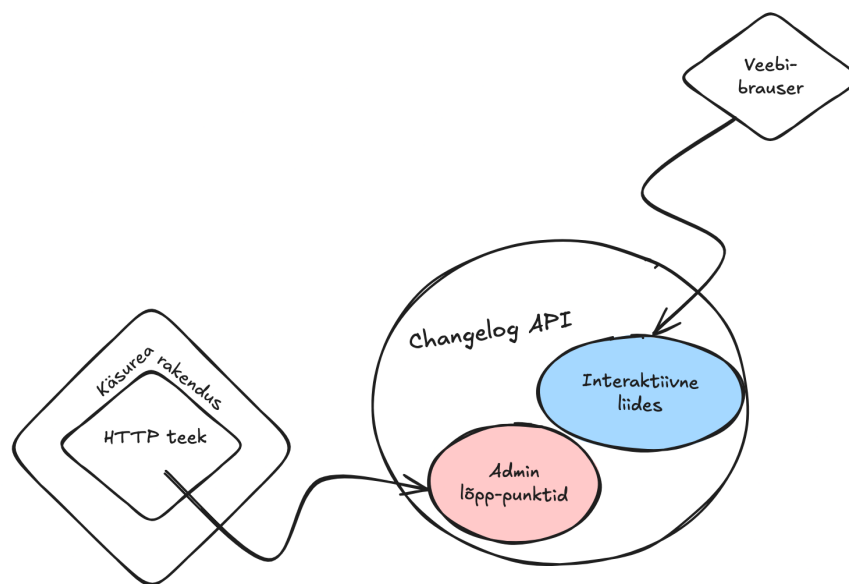 Veebi-
brauser
Changelog API
Interaktiivne
liides
Käsurea rakendus
HTTP teek
Admin
lõpp-punktid